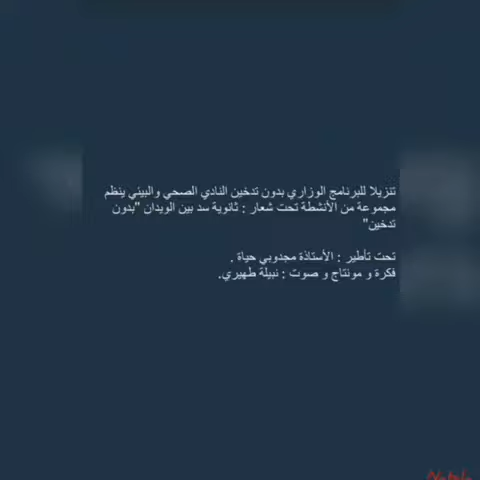 تنزيلا للبرنامج الوزاري بدون تدخين النادي الصحي والبيئي ينظم
مجموعة من الأنشطة تحت شعار : ثانوية سد بين الويدان "بدون
تدخين"
تحت تأطير : الأستاذة مجدوبي حياة .
فكرة و مونتاج و صوت : نبيلة طهيري.